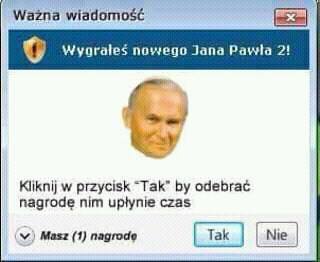 Ważna wiadomość
Wygrałeś nowego Jana Pawła 2!
Kliknij w przycisk “Tak” by odebrać
nagrodę nim upłynie czas
Masz (1) nagrodę
Tak
Nie